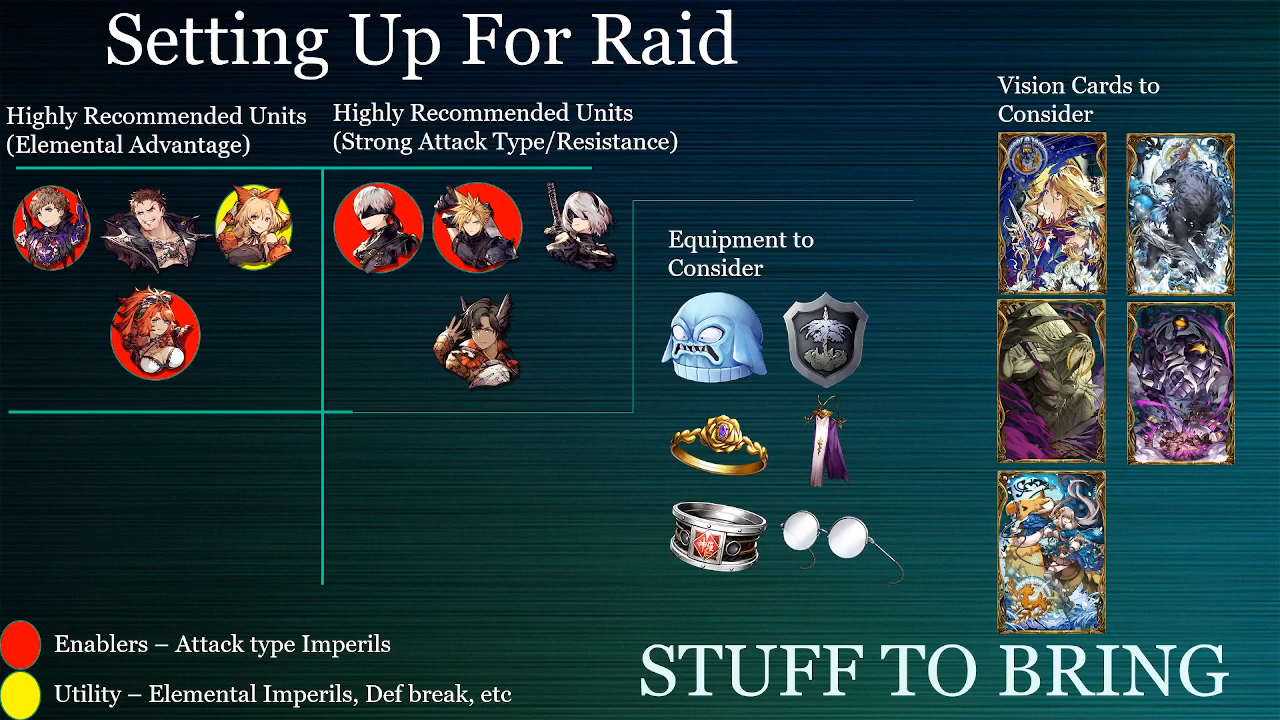 Setting Up For Raid
Highly Recommended Units
(Elemental Advantage)
Highly Recommended Units
(Strong Attack Type/Resistance)
Vision Cards to
Consider
Equipment to
Consider
Enablers – Attack type Imperils
Utility – Elemental Imperils, Def break, etc
STUFF TO BRING